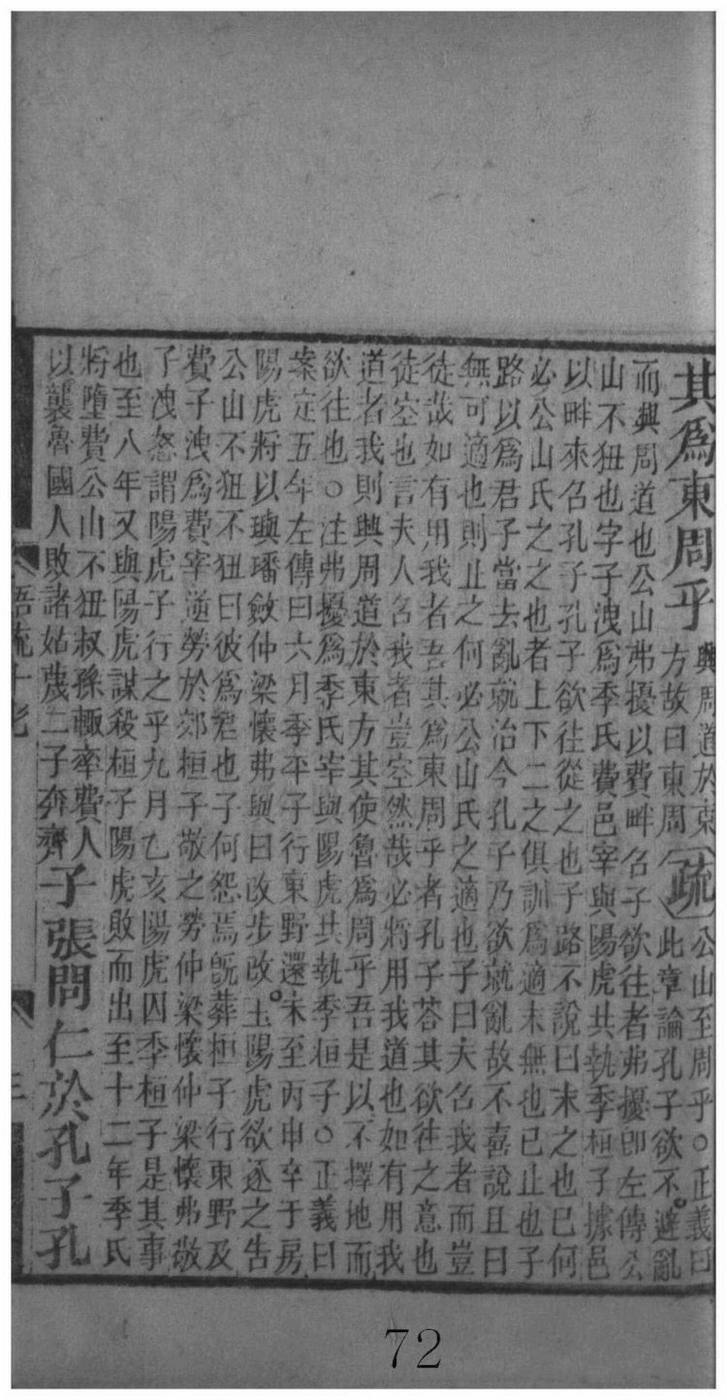 其爲東周乎
興周道於東
方故曰東周
疏
公山至周乎○正義曰
此章論孔子欲不避亂
而興周道也公山弗擾以費畔召子欲往者弗擾卽左傳公
山不狃也字子洩爲季氏費邑宰與陽虎共執季桓子據邑
以畔來召孔子孔子欲往從之也子路不說曰末之也已何
必公山氏之之也者上下二之俱訓爲適末無也已止也子
路以爲君子當去亂就治今孔子乃欲就亂故不喜說且曰
無可適也則止之何必公山氏之適也子曰夫召我者而豈
徒哉如有用我者吾其爲東周乎者孔子荅其欲往之意也
徒空也言夫人召我者豈空然哉必將用我道也如有用我
道者我則興周道於東方其使魯爲周乎吾是以不擇地而
欲往也○注弗擾爲季氏宰與陽虎共執季桓子○正義曰
案定五年左傳曰六月季平子行東野還未至丙申卒于房
陽虎將以璵璠斂仲梁懷弗與曰改步改玉陽虎欲逐之告
公山不狃不狃曰彼爲君也子何怨焉旣葬桓子行東野及
費子洩爲費宰逆勞於郊桓子敬之勞仲梁懷仲梁懷弗敬
子洩怒謂陽虎子行之乎九月乙亥陽虎囚季桓子是其事
也至八年又與陽虎謀殺桓子陽虎敗而出至十二年季氏
將墮費公山不狃叔孫輒率費人
以襲魯國人敗諸姑蔑二子奔齊
子張問仁於孔子孔
語疏十七
三
72